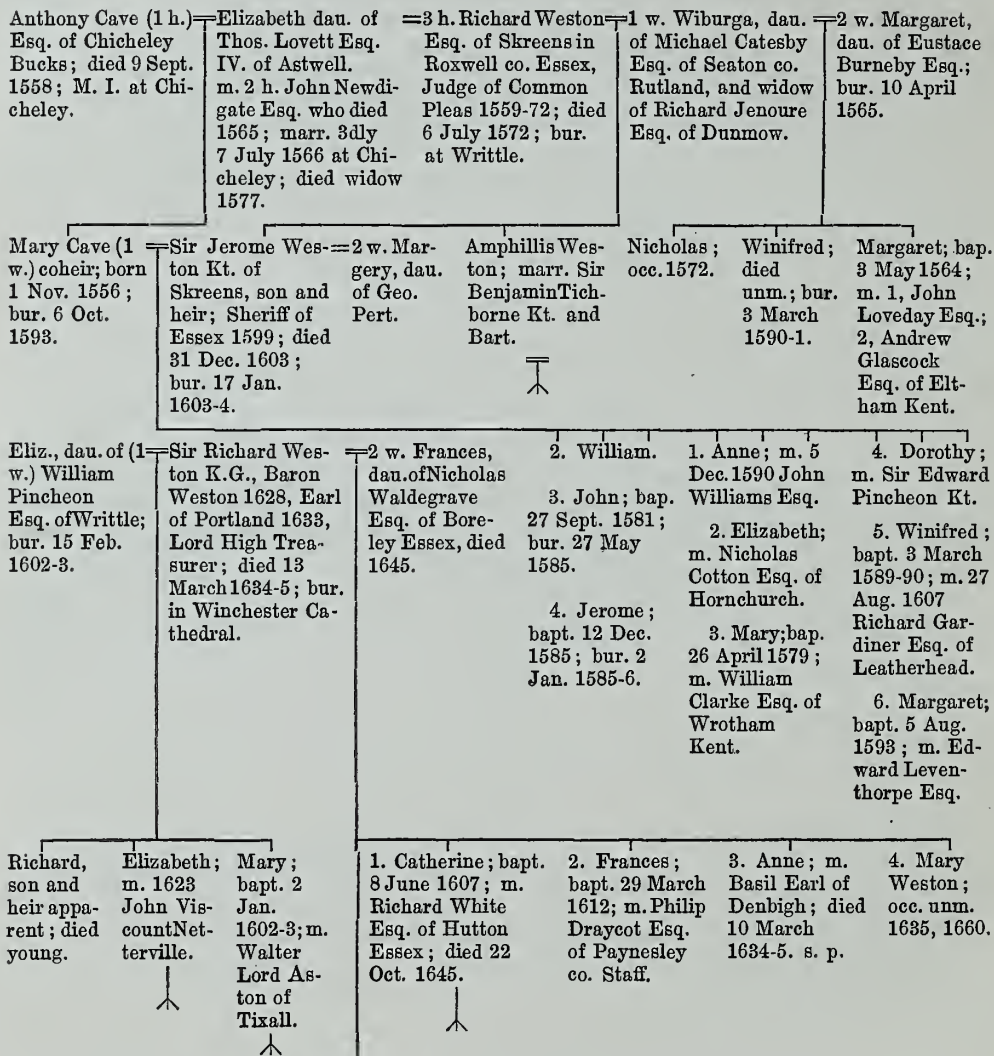 Anthony Cave (1 h.)
Esq. of Chicheley
Bucks; died 9 Sept.
1558; M. I. at Chi-
cheley.
Elizabeth dau. of
Thos. Lovett Esq.
IV. of Astwell.
m. 2 h. John Newdi-
gate Esq. who died
1565; marr. 3dly
7 July 1566 at Chi-
cheley; died widow
1577.
3 h. Richard Weston
Esq. of Skreens in
Roxwell co. Essex,
Judge of Common
Pleas 1559-72; died
6 July 1572; bur.
at Writtle.
1 w. Wiburga, dau.
of Michael Catesby
Esq. of Seaton co.
Rutland, and widow
of Richard Jenoure
Esq. of Dunmow.
2 w. Margaret,
dau. of Eustace
Burneby Esq.;
bur. 10 April
1565.
Mary Cave (1
w.) coheir; born
1 Nov. 1556;
bur. 6 Oct.
1593.
Sir Jerome Wes-
ton Kt. of
Skreens, son and
heir; Sheriff of
Essex 1599; died
31 Dec. 1603;
bur. 17 Jan.
1603-4.
2 w. Mar-
gery, dau.
of Geo.
Pert.
Amphillis Wes-
ton; marr. Sir
Benjamin Tich-
borne Kt. and
Bart.
Nicholas;
occ. 1572.
Winifred;
died
unm.; bur.
3 March
1590-1.
Margaret; bap.
3 May 1564;
m. 1, John
Loveday Esq.;
2, Andrew
Glascock
Esq. of Elt-
ham Kent.
Eliz., dau. of (1
w.) William
Pincheon
Esq. of Writtle;
bur. 15 Feb.
1602-3.
Sir Richard Wes-
ton K.G., Baron
Weston 1628, Earl
of Portland 1633,
Lord High Trea-
surer; died 13
March 1634-5; bur.
in Winchester Ca-
thedral.
2 w. Frances,
dau. of Nicholas
Waldegrave
Esq. of Bore-
ley Essex, died
1645.
2. William.
3. John; bap.
27 Sept. 1581;
bur. 27 May
1585.
4. Jerome;
bapt. 12 Dec.
1585; bur. 2
Jan. 1585-6.
1. Anne; m. 5
Dec. 1590 John
Williams Esq.
2. Elizabeth;
m. Nicholas
Cotton Esq. of
Hornchurch.
3. Mary; bap.
26 April 1579;
m. William
Clarke Esq. of
Wrotham
Kent.
4. Dorothy;
m. Sir Edward
Pincheon Kt.
5. Winifred;
bapt. 3 March
1589-90; m. 27
Aug. 1607
Richard Gar-
diner Esq. of
Leatherhead.
6. Margaret;
bapt. 5 Aug.
1593; m. Ed-
ward Leven-
thorpe Esq.
Richard,
son and
heir appa-
rent; died
young.
Elizabeth;
m. 1623
John Vis-
count Net-
terville.
Mary;
bapt. 2
Jan.
1602-3; m.
Walter
Lord As-
ton of
Tixall.
1. Catherine; bapt.
8 June 1607; m.
Richard White
Esq. of Hutton
Essex; died 22
Oct. 1645.
2. Frances;
bapt. 29 March
1612; m. Philip
Draycot Esq.
of Paynesley
co. Staff.
3. Anne; m.
Basil Earl of
Denbigh; died
10 March
1634-5. s. p.
4. Mary
Weston;
occ. unm.
1635, 1660.